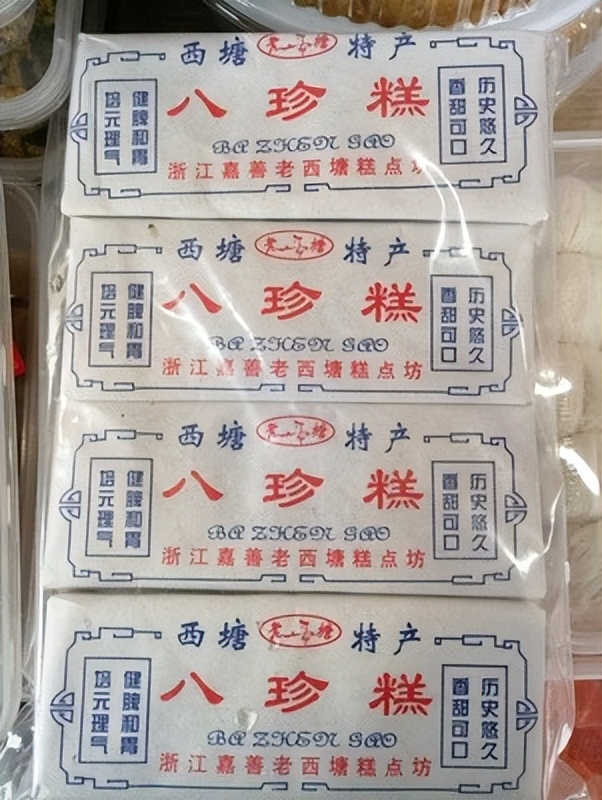 西塘 特产
八珍糕
BA ZHEN GAO
浙江嘉善老西塘糕点坊
健脾和胃
培元理气
历史悠久
香甜可口
西塘 特产
八珍糕
BA ZHEN GAO
浙江嘉善老西塘糕点坊
健脾和胃
培元理气
历史悠久
香甜可口
西塘 特产
八珍糕
BA ZHEN GAO
浙江嘉善老西塘糕点坊
健脾和胃
培元理气
历史悠久
香甜可口
西塘 特产
八珍糕
BA ZHEN GAO
浙江嘉善老西塘糕点坊
健脾和胃
培元理气
历史悠久
香甜可口